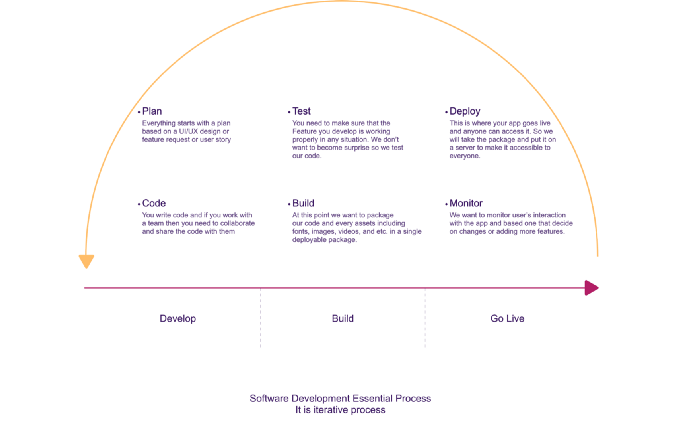 • Plan
Everything starts with a plan
based on a UI/UX design or
feature request or user story
• Code
You write code and if you work with
a team then you need to collaborate
and share the code with them
• Test
You need to make sure that the
Feature you develop is working
properly in any situation. We don't
want to become surprise so we test
our code.
• Build
At this point we want to package
our code and every assets including
fonts, images, videos, and etc. in a single
deployable package.
• Deploy
This is where your app goes live
and anyone can access it. So we
will take the package and put it on
a server to make it accessible to
everyone.
• Monitor
We want to monitor user's interaction
with the app and based one that decide
on changes or adding more features.
Develop
Build
Go Live
Software Development Essential Process
It is iterative process